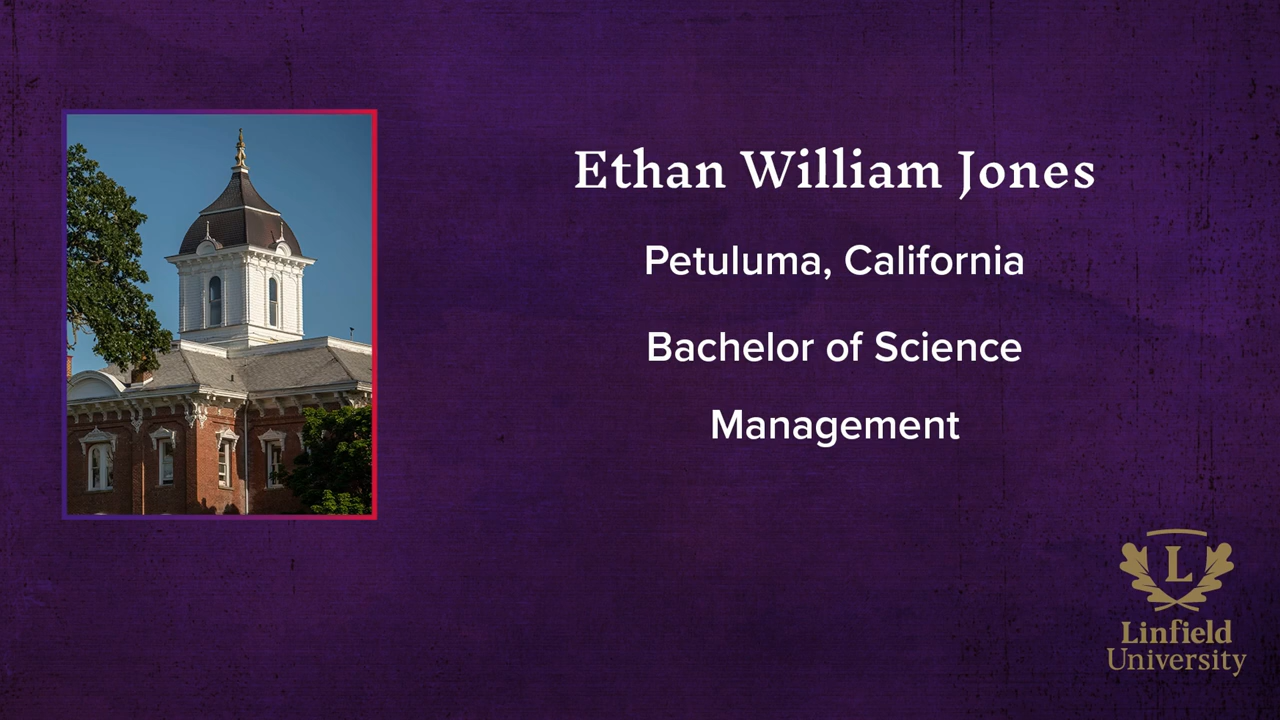 Ethan William Jones
Petuluma, California
Bachelor of Science
Management
L
Linfield
University